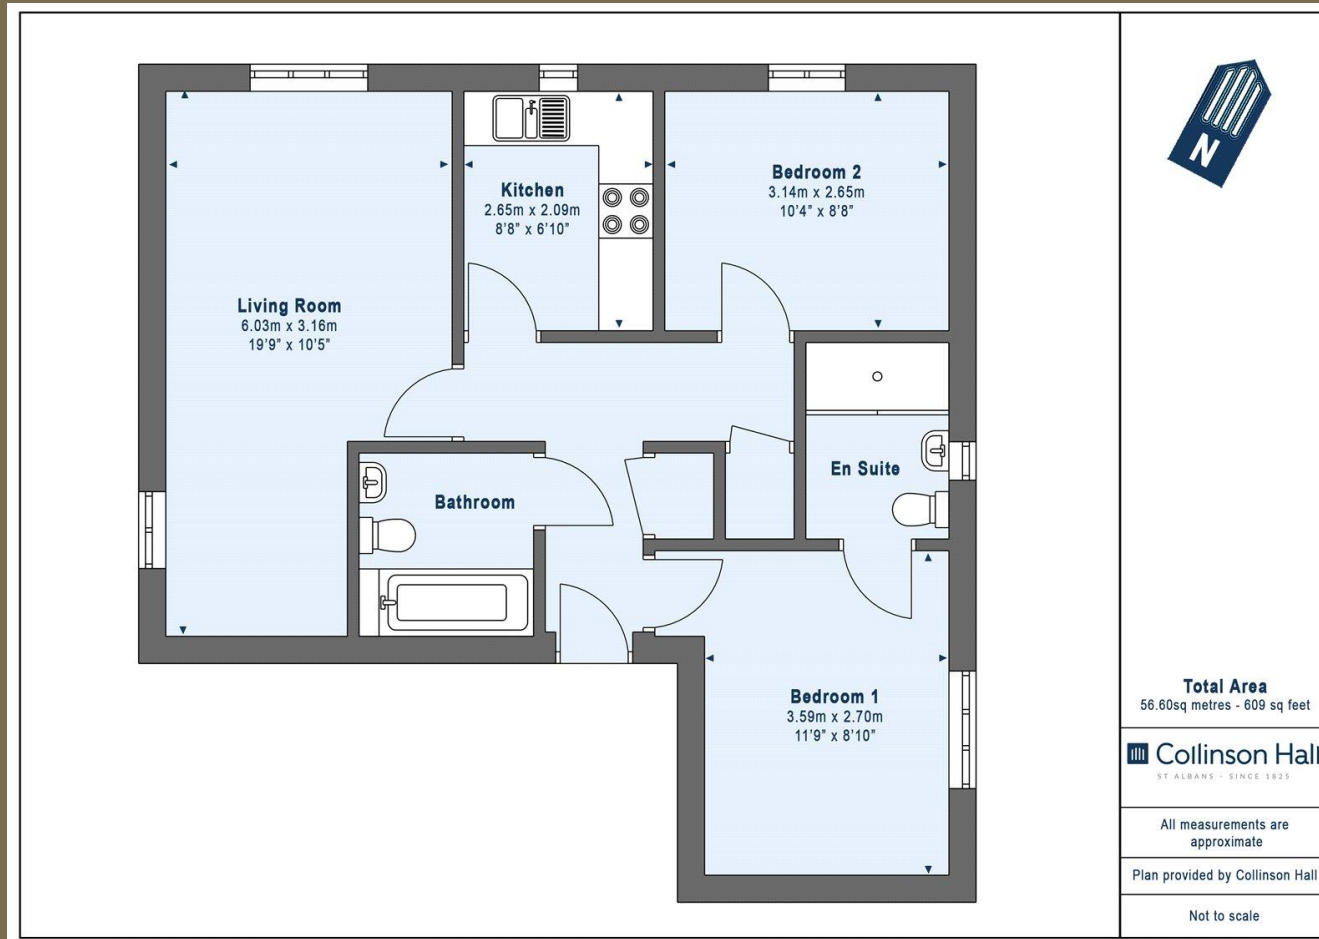 Living Room
6.03m x 3.16m
19'9" x 10'5"
Kitchen
2.65m x 2.09m
8'8" x 6'10"
Bedroom 2
3.14m x 2.65m
10'4" x 8'8"
Bathroom
En Suite
Bedroom 1
3.59m x 2.70m
11'9" x 8'10"
N
Total Area
56.60sq metres - 609 sq feet
Collinson Hall
ST ALBANS · SINCE 1825
All measurements are
approximate
Plan provided by Collinson Hall
Not to scale